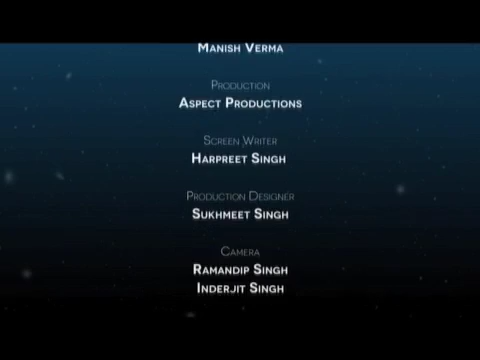 Manish Verma
Production
Aspect Productions
Screen Writer
Harpreet Singh
Production Designer
Sukhmeet Singh
Camera
Ramandip Singh
Inderjit Singh